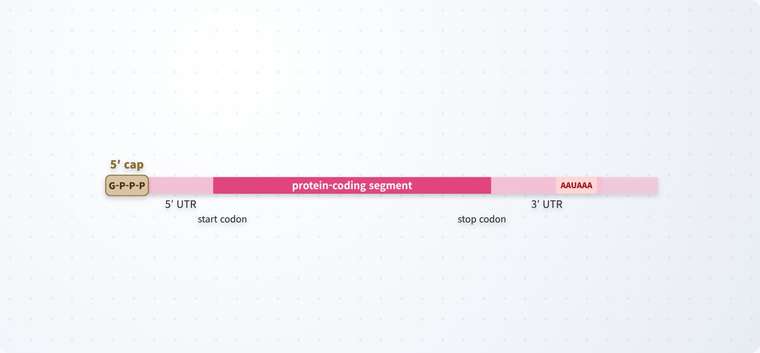 5′ cap
G-P-P-P
protein-coding segment
AAUAAA
5′ UTR
3′ UTR
start codon
stop codon